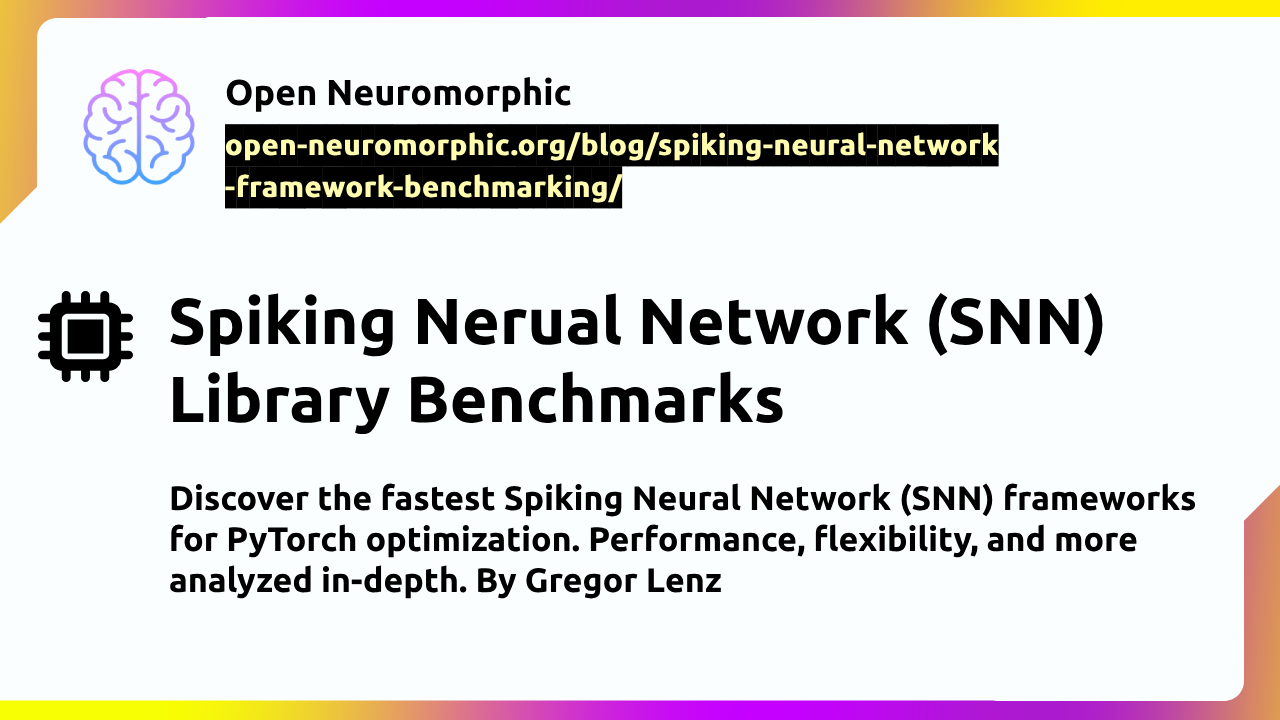 Open Neuromorphic
open-neuromorphic.org/blog/spiking-neural-network
-framework-benchmarking/
Spiking Nerual Network (SNN)
Library Benchmarks
Discover the fastest Spiking Neural Network (SNN) frameworks
for PyTorch optimization. Performance, flexibility, and more
analyzed in-depth. By Gregor Lenz